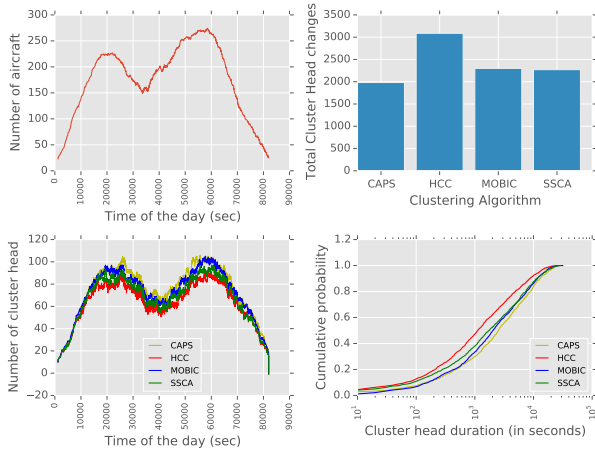 Number of aircraft
300
250
200
150
100
50
0
0 10000 20000 30000 40000 50000 60000 70000 80000 90000
Time of the day (sec)
Total Cluster Head changes
3500
3000
2500
2000
1500
1000
500
0
CAPS HCC MOBIC SSCA
Clustering Algorithm
Number of cluster head
120
100
80
60
40
20
0
−20
CAPS
HCC
MOBIC
SSCA
0 10000 20000 30000 40000 50000 60000 70000 80000 90000
Time of the day (sec)
Cumulative probability
1.2
1.0
0.8
0.6
0.4
0.2
0.0
CAPS
HCC
MOBIC
SSCA
10¹ 10² 10³ 10⁴ 10⁵
Cluster head duration (in seconds)